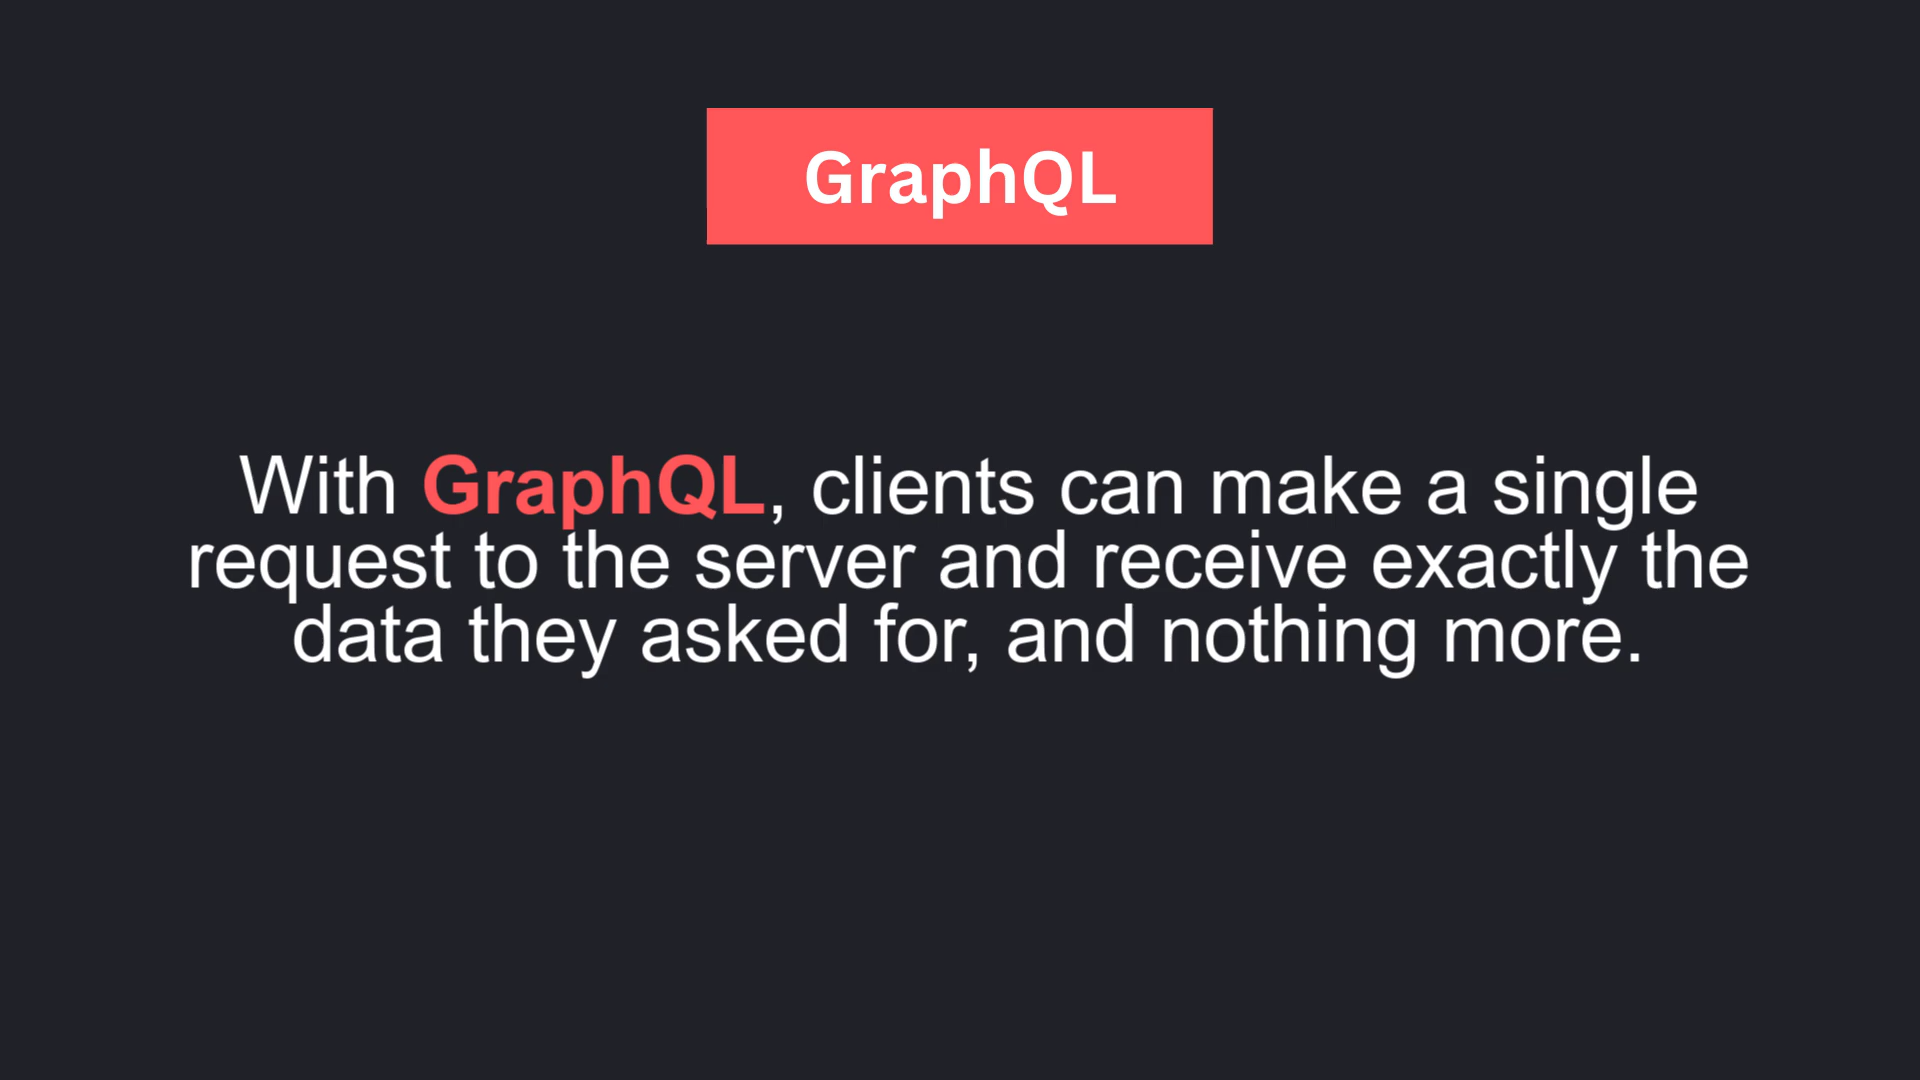 GraphQL
With GraphQL, clients can make a single
request to the server and receive exactly the
data they asked for, and nothing more.